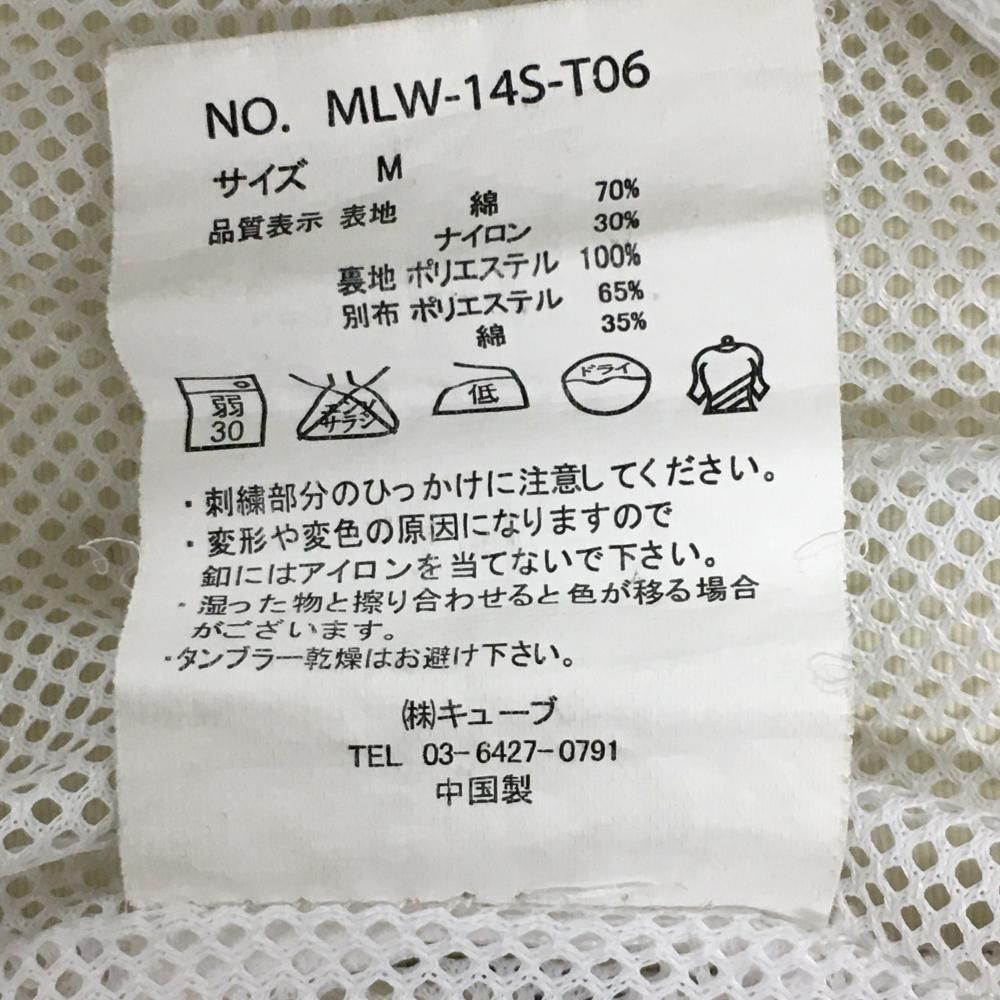 NO. MLW-14S-T06
サイズ M
品質表示 表地 綿 70%
ナイロン 30%
裏地 ポリエステル 100%
別布 ポリエステル 65%
綿 35%
弱
30
エンソ
サラシ
低
ドライ
・刺繍部分のひっかけに注意してください。
・変形や変色の原因になりますので
釦にはアイロンを当てないで下さい。
・湿った物と擦り合わせると色が移る場合
がございます。
・タンブラー乾燥はお避け下さい。
㈱キューブ
TEL 03-6427-0791
中国製